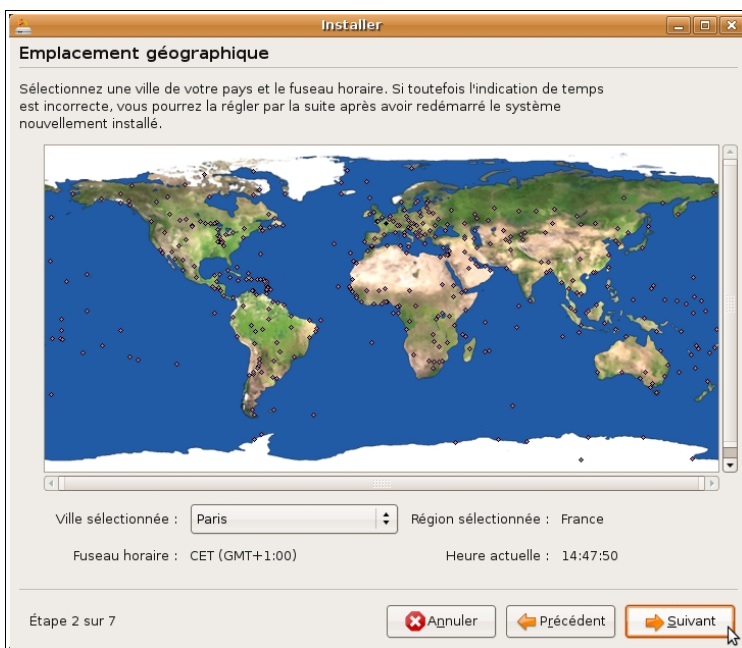 Installer
Emplacement géographique
Sélectionnez une ville de votre pays et le fuseau horaire. Si toutefois l'indication de temps
est incorrecte, vous pourrez la régler par la suite après avoir redémarré le système
nouvellement installé.
Ville sélectionnée : Paris Région sélectionnée : France
Fuseau horaire : CET (GMT+1:00) Heure actuelle : 14:47:50
Étape 2 sur 7 Annuler Précédent Suivant